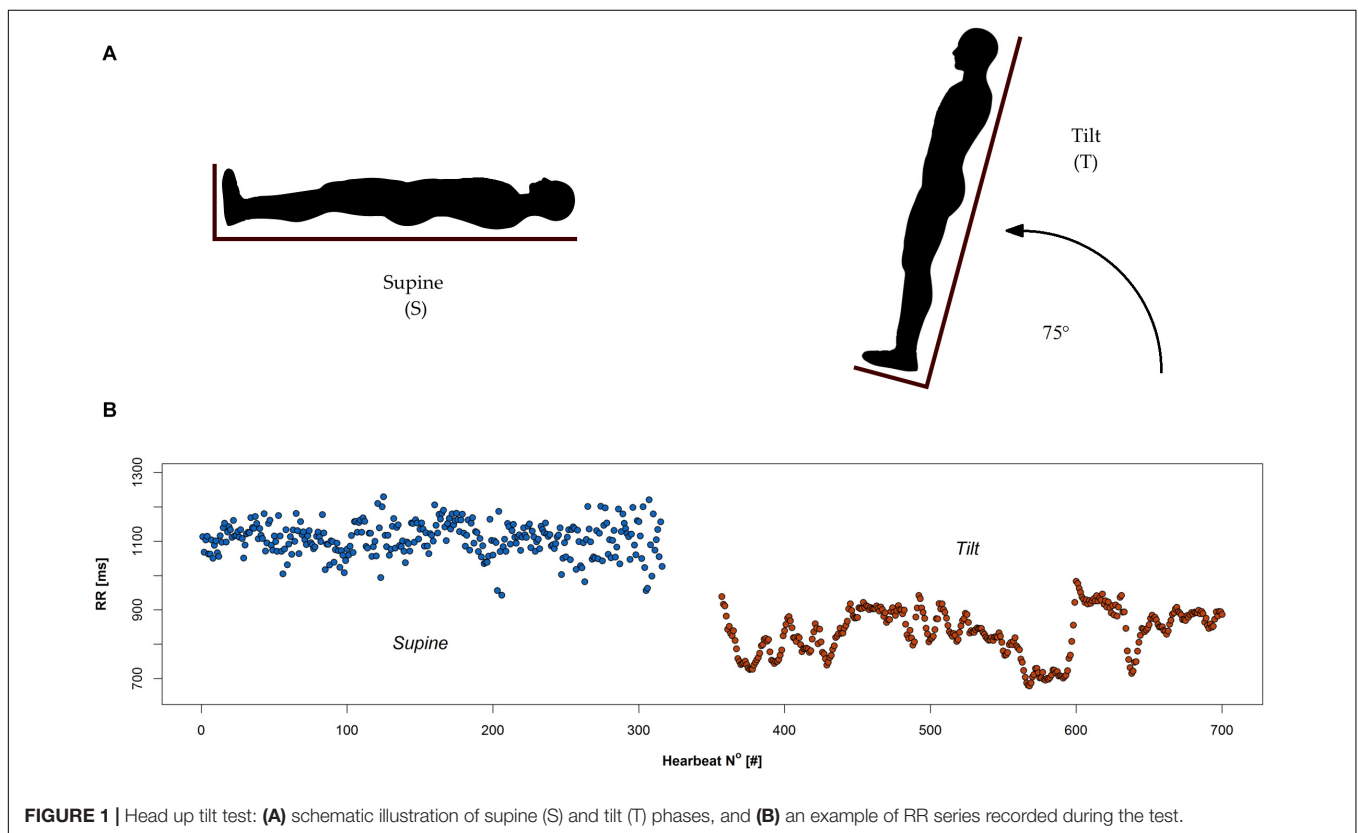 A
Supine
(S)
Tilt
(T)
75°
B
RR [ms]
1300
1100
900
700
Supine
Tilt
0 100 200 300 400 500 600 700
Hearbeat N° [#]
FIGURE 1 | Head up tilt test: (A) schematic illustration of supine (S) and tilt (T) phases, and (B) an example of RR series recorded during the test.